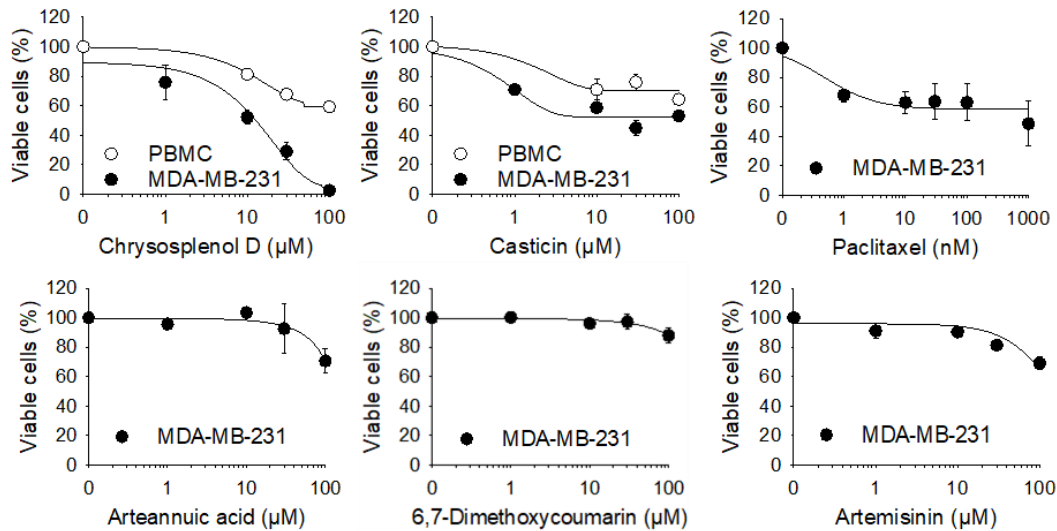 Viable cells (%)
120
100
80
60
40
20
0
PBMC
MDA-MB-231
0 1 10 100
Chrysosplenol D (µM)
Viable cells (%)
120
100
80
60
40
20
0
PBMC
MDA-MB-231
0 1 10 100
Casticin (µM)
Viable cells (%)
120
100
80
60
40
20
0
MDA-MB-231
0 1 10 100 1000
Paclitaxel (nM)
Viable cells (%)
120
100
80
60
40
20
0
MDA-MB-231
0 1 10 100
Arteannuic acid (µM)
Viable cells (%)
120
100
80
60
40
20
0
MDA-MB-231
0 1 10 100
6,7-Dimethoxycoumarin (µM)
Viable cells (%)
120
100
80
60
40
20
0
MDA-MB-231
0 1 10 100
Artemisinin (µM)